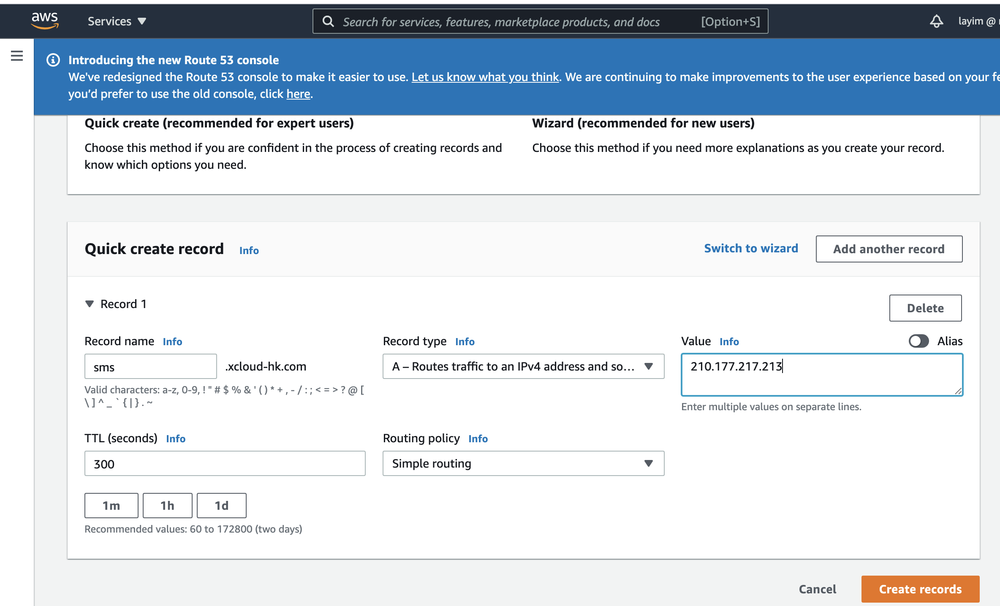 aws
Services
Search for services, features, marketplace products, and docs [Option+S]
layim @
Introducing the new Route 53 console
We've redesigned the Route 53 console to make it easier to use. Let us know what you think. We are continuing to make improvements to the user experience based on your
you'd prefer to use the old console, click here.
Quick create (recommended for expert users)
Choose this method if you are confident in the process of creating records and
know which options you need.
Wizard (recommended for new users)
Choose this method if you need more explanations as you create your record.
Quick create record Info
Switch to wizard
Add another record
Record 1
Delete
Record name Info
sms .xcloud-hk.com
Valid characters: a-z, 0-9, ! " # $ % & ' ( ) * + , - / : ; < = > ? @ [
\ ] ^ _ ` { | } . ~
Record type Info
A – Routes traffic to an IPv4 address and so...
Value Info
Alias
210.177.217.213
Enter multiple values on separate lines.
TTL (seconds) Info
300
1m 1h 1d
Recommended values: 60 to 172800 (two days)
Routing policy Info
Simple routing
Cancel
Create records